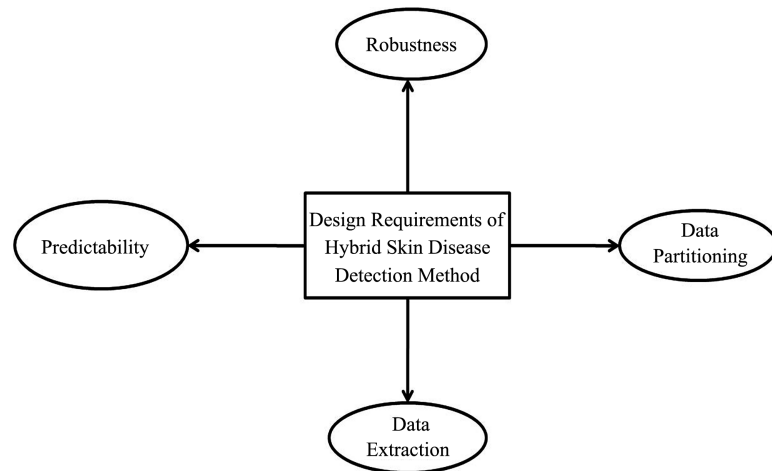 Robustness
Predictability
Design Requirements of
Hybrid Skin Disease
Detection Method
Data
Partitioning
Data
Extraction